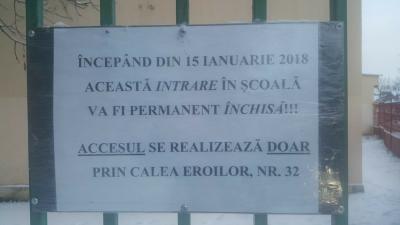 ÎNCEPÂND DIN 15 IANUARIE 2018
ACEASTĂ INTRARE ÎN ŞCOALĂ
VA FI PERMANENT ÎNCHISĂ!!!
ACCESUL SE REALIZEAZĂ DOAR
PRIN CALEA EROILOR, NR. 32